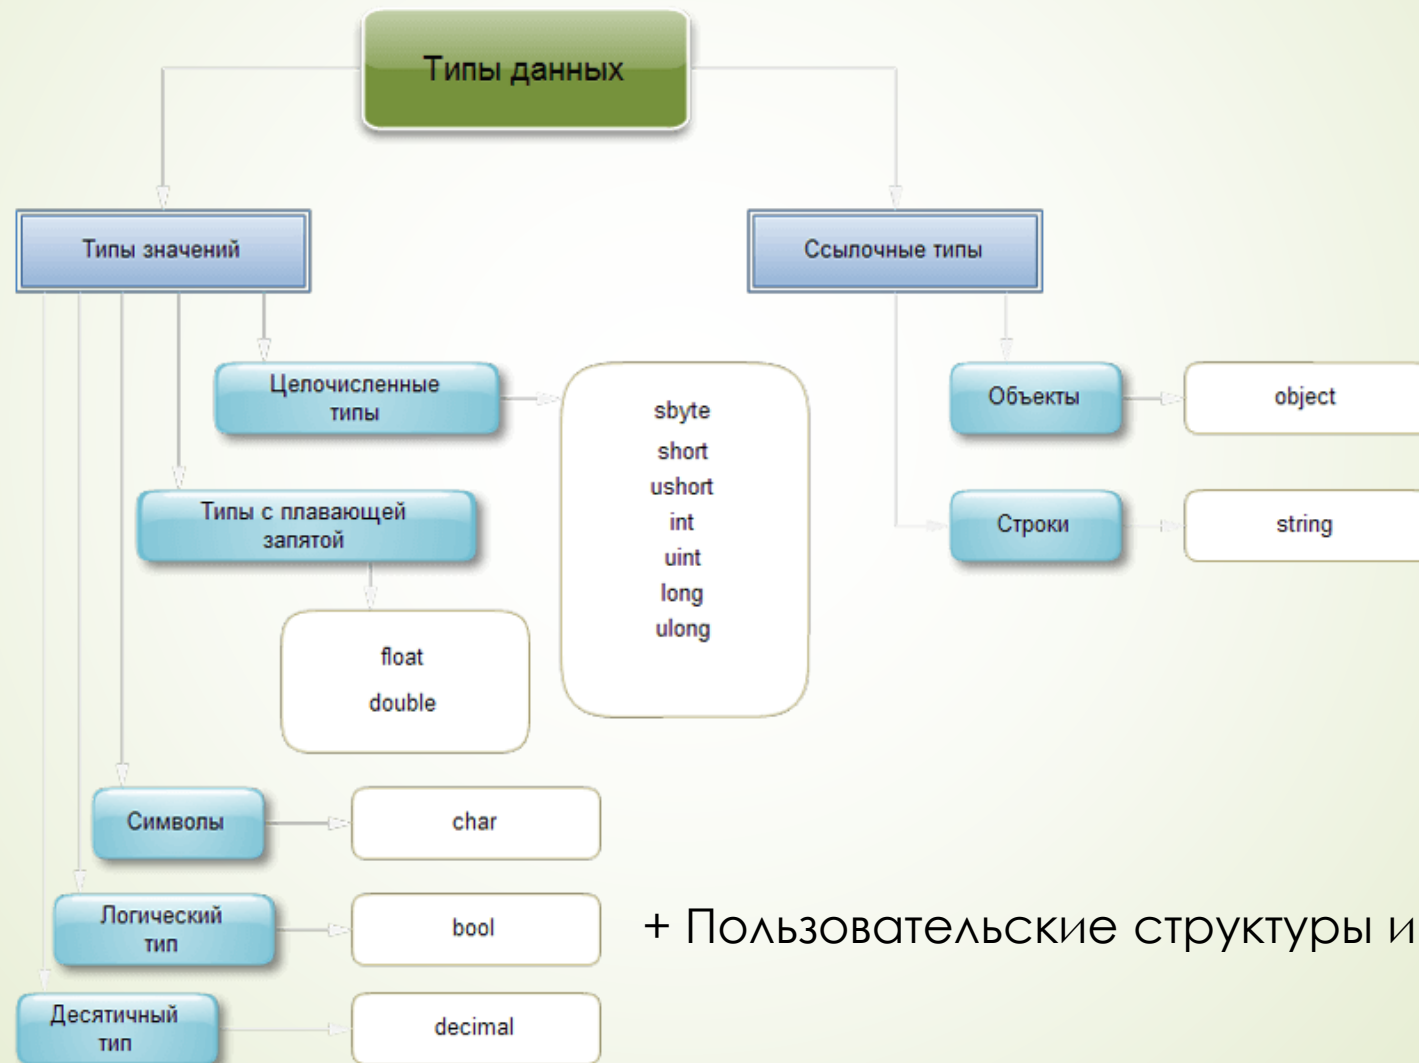 Типы данных
Типы значений
Ссылочные типы
Целочисленные
типы
sbyte
short
ushort
int
uint
long
ulong
Объекты
object
Типы с плавающей
запятой
float
double
Строки
string
Символы
char
Логический
тип
bool
+ Пользовательские структуры и
Десятичный
тип
decimal